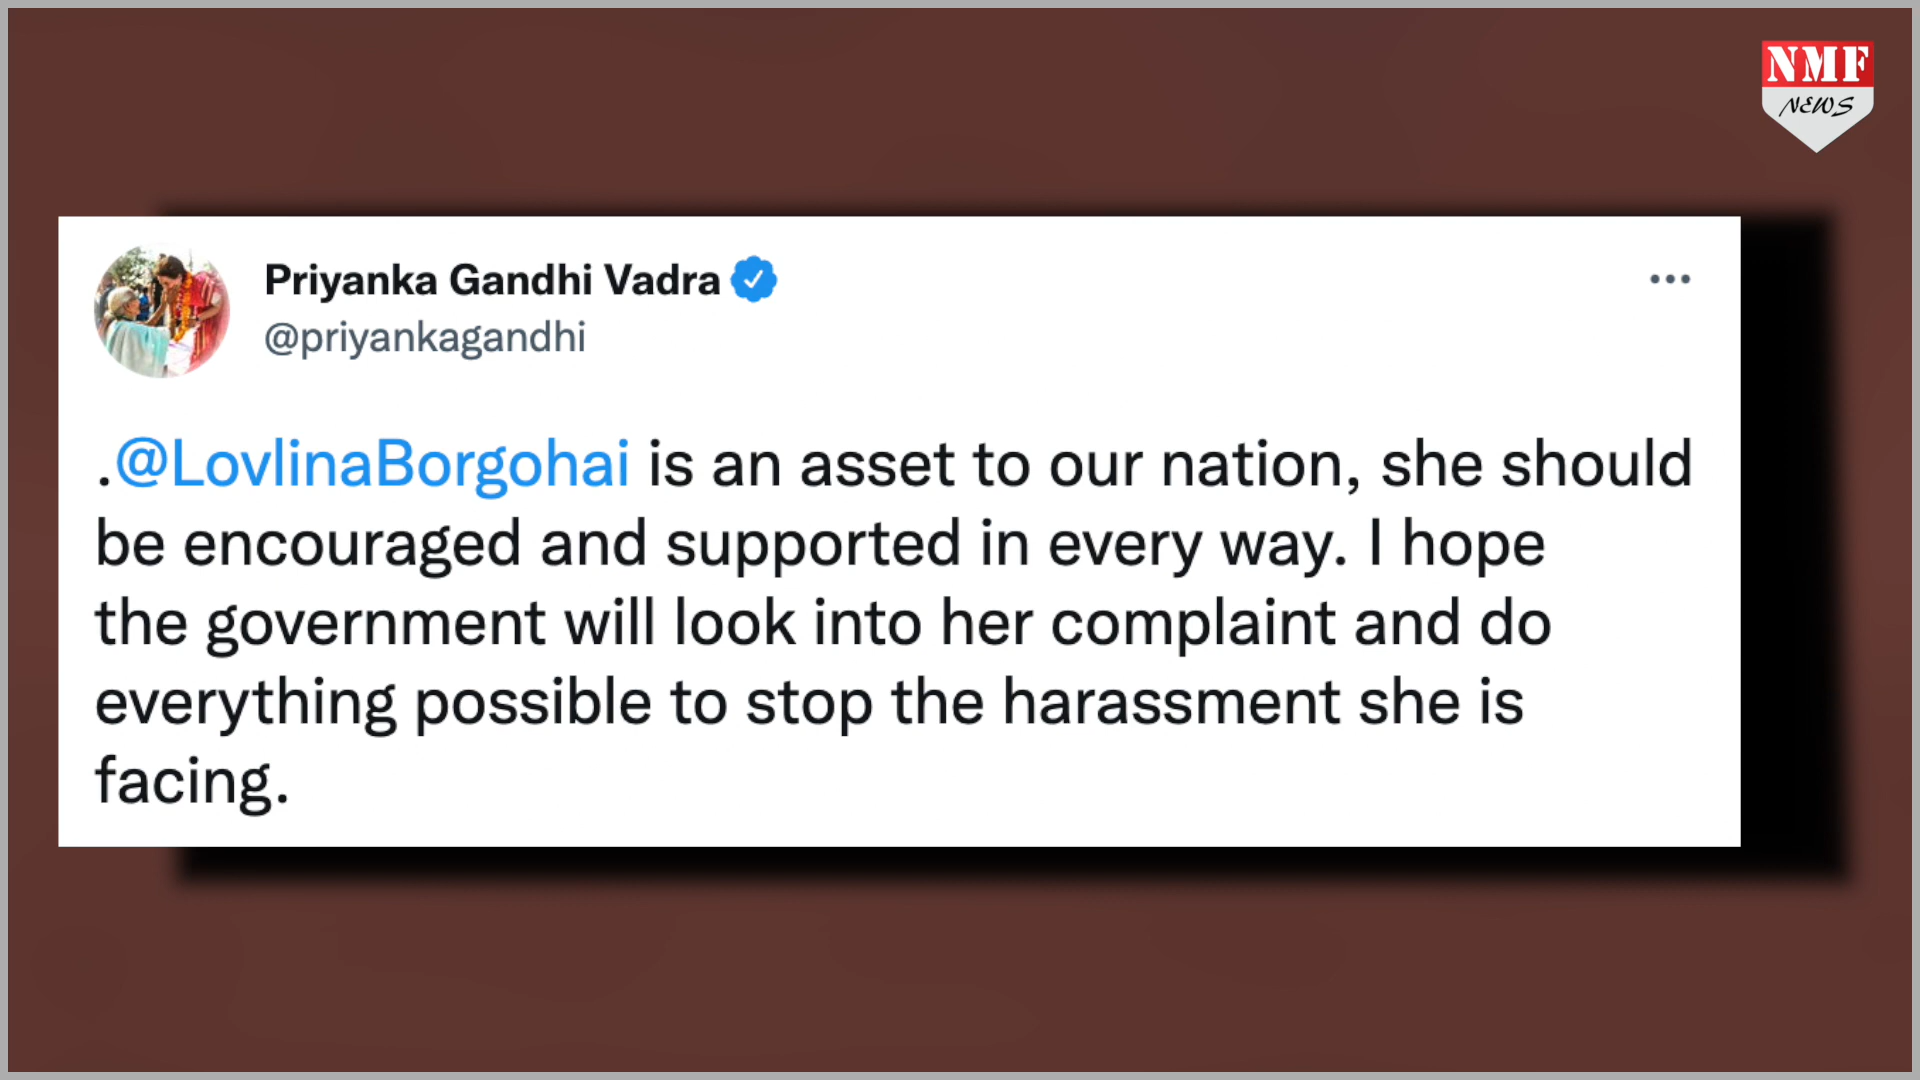 NMF
NEWS
Priyanka Gandhi Vadra
@priyankagandhi
.@LovlinaBorgohai is an asset to our nation, she should
be encouraged and supported in every way. I hope
the government will look into her complaint and do
everything possible to stop the harassment she is
facing.